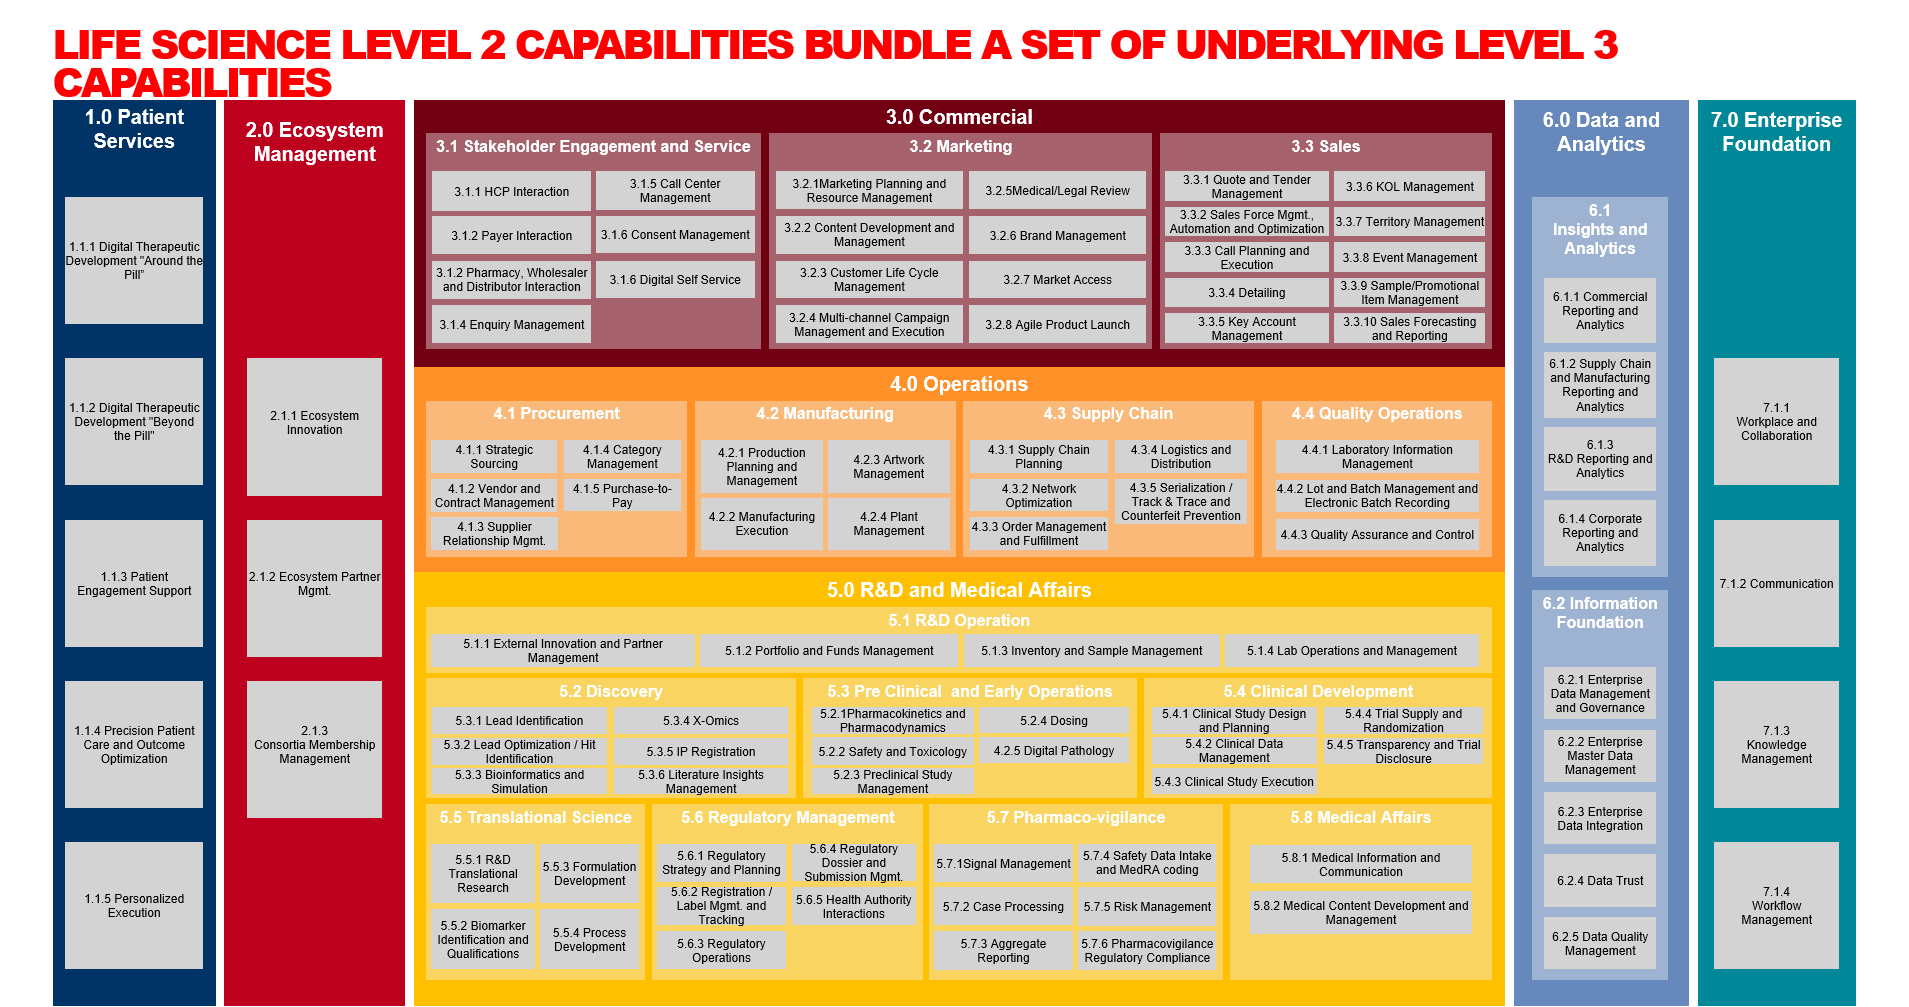 LIFE SCIENCE LEVEL 2 CAPABILITIES BUNDLE A SET OF UNDERLYING LEVEL 3
CAPABILITIES
1.0 Patient
Services
1.1.1 Digital Therapeutic
Development "Around the
Pill”
1.1.2 Digital Therapeutic
Development "Beyond
the Pill"
1.1.3 Patient
Engagement Support
1.1.4 Precision Patient
Care and Outcome
Optimization
1.1.5 Personalized
Execution
2.0 Ecosystem
Management
2.1.1 Ecosystem
Innovation
2.1.2 Ecosystem Partner
Mgmt.
2.1.3
Consortia Membership
Management
3.0 Commercial
3.1 Stakeholder Engagement and Service
3.1.1 HCP Interaction
3.1.2 Payer Interaction
3.1.2 Pharmacy, Wholesaler
and Distributor Interaction
3.1.4 Enquiry Management
3.1.5 Call Center
Management
3.1.6 Consent Management
3.1.6 Digital Self Service
3.2 Marketing
3.2.1Marketing Planning and
Resource Management
3.2.2 Content Development and
Management
3.2.3 Customer Life Cycle
Management
3.2.4 Multi-channel Campaign
Management and Execution
3.2.5Medical/Legal Review
3.2.6 Brand Management
3.2.7 Market Access
3.2.8 Agile Product Launch
3.3 Sales
3.3.1 Quote and Tender
Management
3.3.2 Sales Force Mgmt.,
Automation and Optimization
3.3.3 Call Planning and
Execution
3.3.4 Detailing
3.3.5 Key Account
Management
3.3.6 KOL Management
3.3.7 Territory Management
3.3.8 Event Management
3.3.9 Sample/Promotional
Item Management
3.3.10 Sales Forecasting
and Reporting
4.0 Operations
4.1 Procurement
4.1.1 Strategic
Sourcing
4.1.2 Vendor and
Contract Management
4.1.3 Supplier
Relationship Mgmt.
4.1.4 Category
Management
4.1.5 Purchase-to-
Pay
4.2 Manufacturing
4.2.1 Production
Planning and
Management
4.2.2 Manufacturing
Execution
4.2.3 Artwork
Management
4.2.4 Plant
Management
4.3 Supply Chain
4.3.1 Supply Chain
Planning
4.3.2 Network
Optimization
4.3.3 Order Management
and Fulfillment
4.3.4 Logistics and
Distribution
4.3.5 Serialization /
Track & Trace and
Counterfeit Prevention
4.4 Quality Operations
4.4.1 Laboratory Information
Management
4.4.2 Lot and Batch Management and
Electronic Batch Recording
4.4.3 Quality Assurance and Control
5.0 R&D and Medical Affairs
5.1 R&D Operation
5.1.1 External Innovation and Partner
Management
5.1.2 Portfolio and Funds Management
5.1.3 Inventory and Sample Management
5.1.4 Lab Operations and Management
5.2 Discovery
5.3.1 Lead Identification
5.3.2 Lead Optimization / Hit
Identification
5.3.3 Bioinformatics and
Simulation
5.3.4 X-Omics
5.3.5 IP Registration
5.3.6 Literature Insights
Management
5.3 Pre Clinical  and Early Operations
5.2.1Pharmacokinetics and
Pharmacodynamics
5.2.2 Safety and Toxicology
5.2.3 Preclinical Study
Management
5.2.4 Dosing
4.2.5 Digital Pathology
5.4 Clinical Development
5.4.1 Clinical Study Design
and Planning
5.4.2 Clinical Data
Management
5.4.3 Clinical Study Execution
5.4.4 Trial Supply and
Randomization
5.4.5 Transparency and Trial
Disclosure
5.5 Translational Science
5.5.1 R&D
Translational
Research
5.5.2 Biomarker
Identification and
Qualifications
5.5.3 Formulation
Development
5.5.4 Process
Development
5.6 Regulatory Management
5.6.1 Regulatory
Strategy and Planning
5.6.2 Registration /
Label Mgmt. and
Tracking
5.6.3 Regulatory
Operations
5.6.4 Regulatory
Dossier and
Submission Mgmt.
5.6.5 Health Authority
Interactions
5.7 Pharmaco-vigilance
5.7.1Signal Management
5.7.2 Case Processing
5.7.3 Aggregate
Reporting
5.7.4 Safety Data Intake
and MedRA coding
5.7.5 Risk Management
5.7.6 Pharmacovigilance
Regulatory Compliance
5.8 Medical Affairs
5.8.1 Medical Information and
Communication
5.8.2 Medical Content Development and
Management
6.0 Data and
Analytics
6.1
Insights and
Analytics
6.1.1 Commercial
Reporting and
Analytics
6.1.2 Supply Chain
and Manufacturing
Reporting and
Analytics
6.1.3
R&D Reporting and
Analytics
6.1.4 Corporate
Reporting and
Analytics
6.2 Information
Foundation
6.2.1 Enterprise
Data Management
and Governance
6.2.2 Enterprise
Master Data
Management
6.2.3 Enterprise
Data Integration
6.2.4 Data Trust
6.2.5 Data Quality
Management
7.0 Enterprise
Foundation
7.1.1
Workplace and
Collaboration
7.1.2 Communication
7.1.3
Knowledge
Management
7.1.4
Workflow
Management